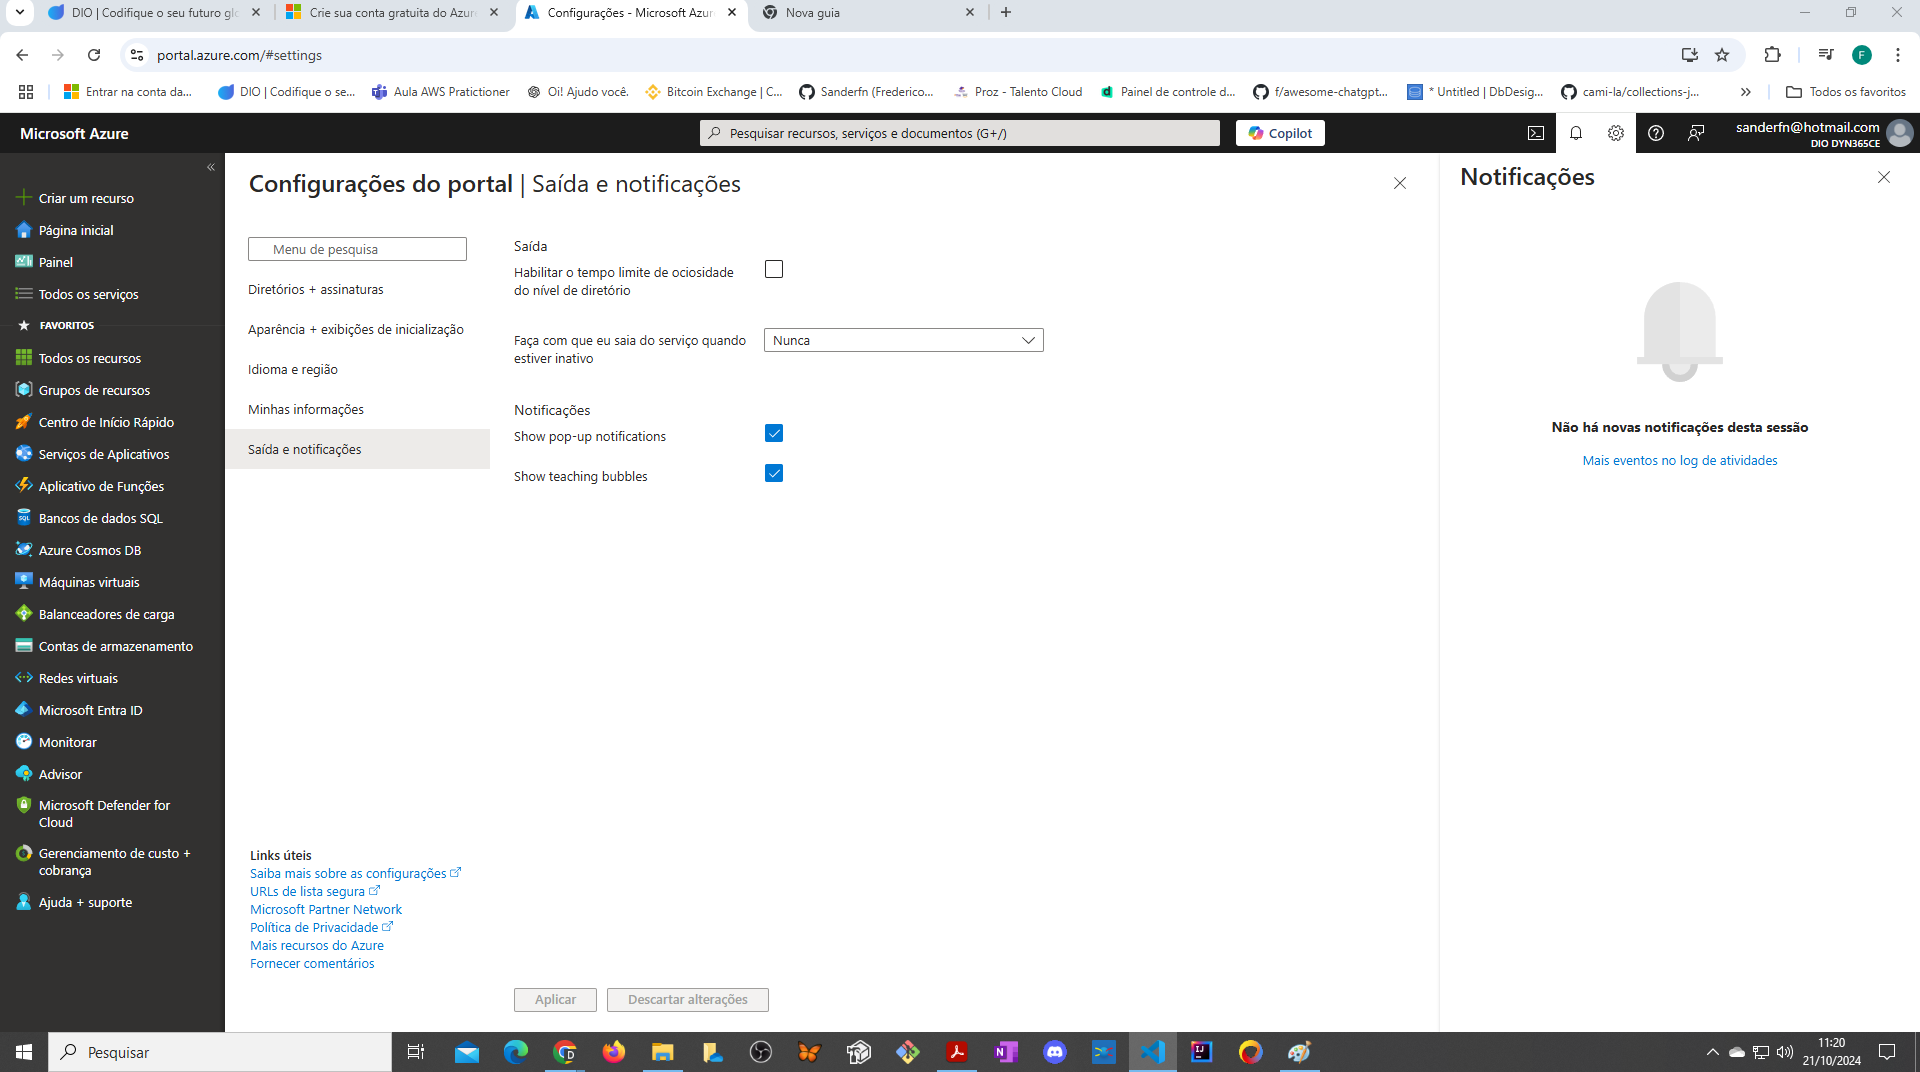 DIO | Codifique o seu futuro glo
Crie sua conta gratuita do Azure
Configurações - Microsoft Azur
Nova guia
portal.azure.com/#settings
F
Entrar na conta da...
DIO | Codifique o se...
Aula AWS Pratictioner
Oi! Ajudo você.
Bitcoin Exchange | C...
Sanderfn (Frederico...
Proz - Talento Cloud
Painel de controle d...
f/awesome-chatgpt...
* Untitled | DbDesig...
cami-la/collections-j...
Todos os favoritos
Microsoft Azure
Pesquisar recursos, serviços e documentos (G+/)
Copilot
sanderfn@hotmail.com
DIO DYN365CE
Criar um recurso
Página inicial
Painel
Todos os serviços
FAVORITOS
Todos os recursos
Grupos de recursos
Centro de Início Rápido
Serviços de Aplicativos
Aplicativo de Funções
Bancos de dados SQL
Azure Cosmos DB
Máquinas virtuais
Balanceadores de carga
Contas de armazenamento
Redes virtuais
Microsoft Entra ID
Monitorar
Advisor
Microsoft Defender for
Cloud
Gerenciamento de custo +
cobrança
Ajuda + suporte
Configurações do portal | Saída e notificações
Menu de pesquisa
Diretórios + assinaturas
Aparência + exibições de inicialização
Idioma e região
Minhas informações
Saída e notificações
Links úteis
Saiba mais sobre as configurações
URLs de lista segura
Microsoft Partner Network
Política de Privacidade
Mais recursos do Azure
Fornecer comentários
Saída
Habilitar o tempo limite de ociosidade
do nível de diretório
Faça com que eu saia do serviço quando
estiver inativo
Nunca
Notificações
Show pop-up notifications
Show teaching bubbles
Aplicar
Descartar alterações
Notificações
Não há novas notificações desta sessão
Mais eventos no log de atividades
Pesquisar
11:20
21/10/2024